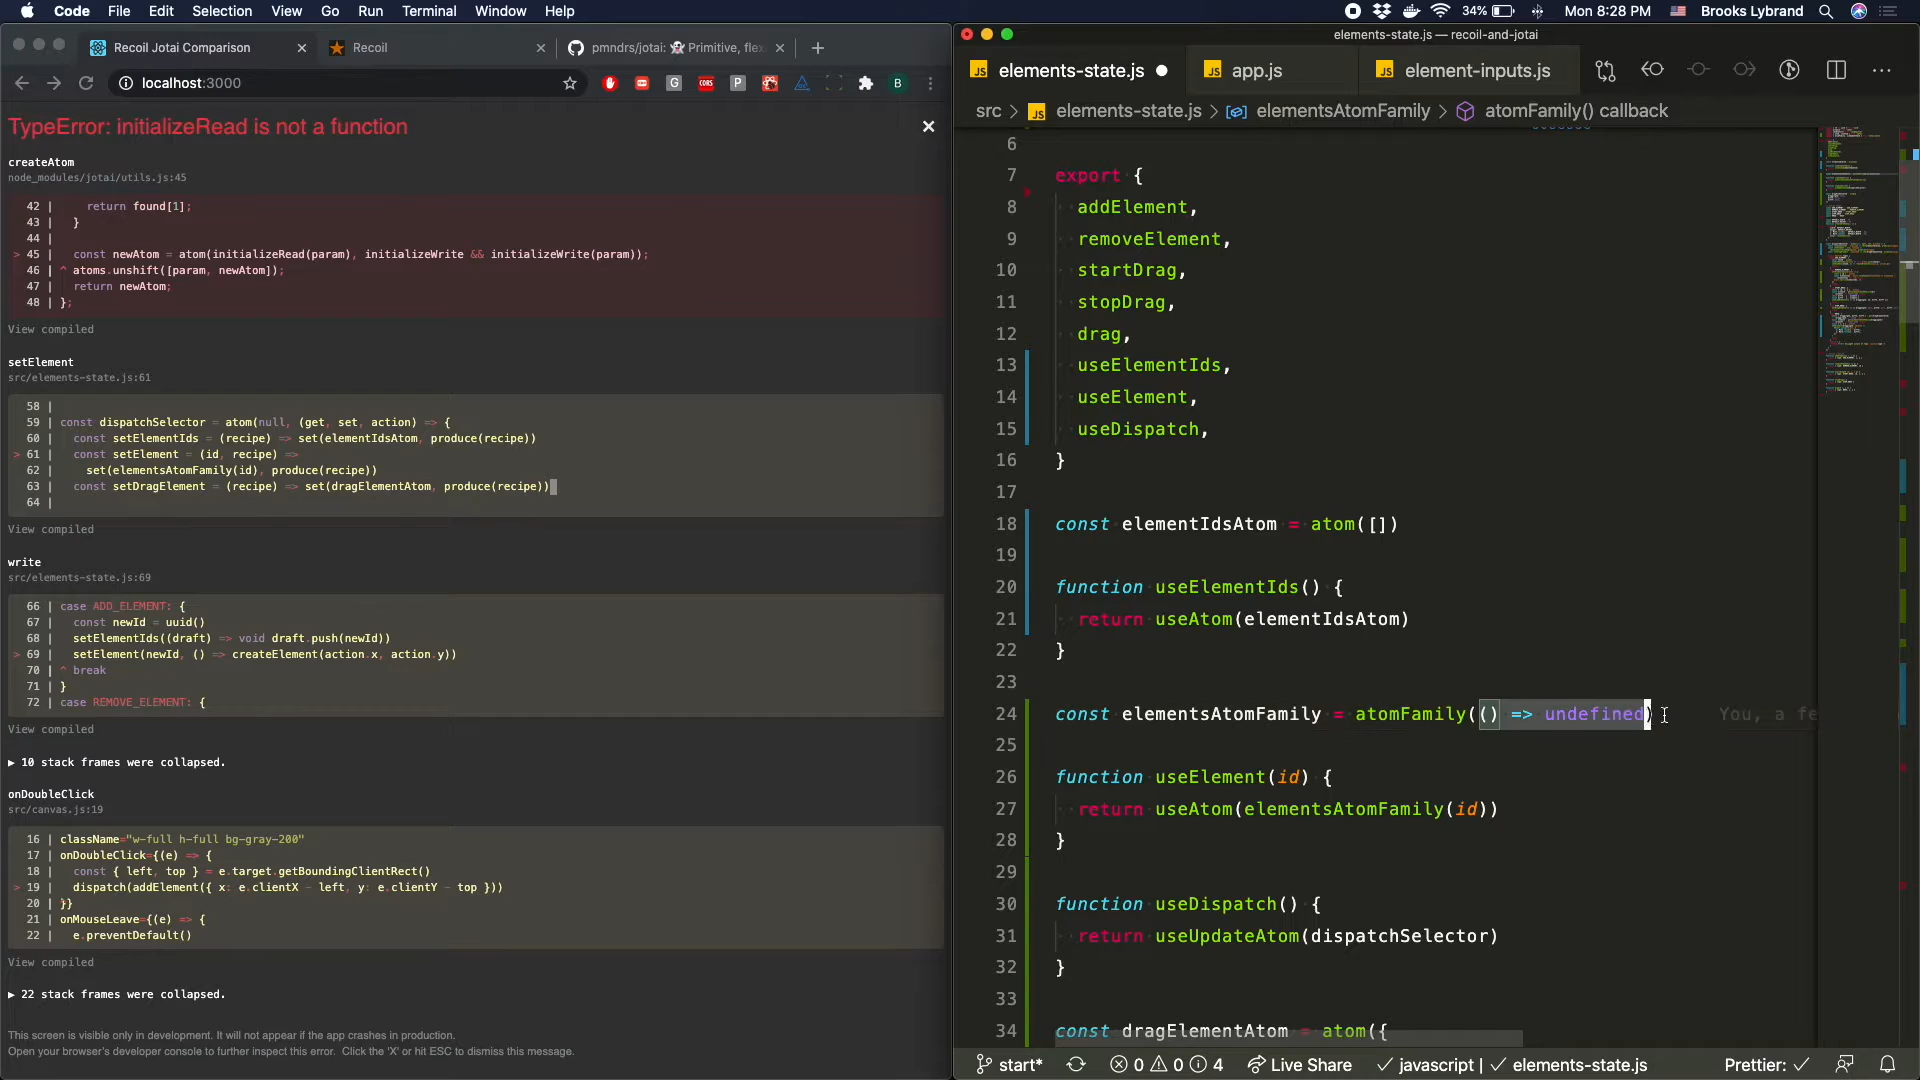 Code File Edit Selection View Go Run Terminal Window Help
34% Mon 8:28 PM Brooks Lybrand
Recoil Jotai Comparison
Recoil
pmndrs/jotai: 👻 Primitive, flex
localhost:3000
TypeError: initializeRead is not a function
createAtom
node_modules/jotai/utils.js:45
42 | return found[1];
43 | }
44 |
> 45 | const newAtom = atom(initializeRead(param), initializeWrite && initializeWrite(param));
46 | ^ atoms.unshift([param, newAtom]);
47 | return newAtom;
48 | };
View compiled
setElement
src/elements-state.js:61
58 |
59 | const dispatchSelector = atom(null, (get, set, action) => {
60 | const setElementIds = (recipe) => set(elementIdsAtom, produce(recipe))
> 61 | const setElement = (id, recipe) =>
62 | set(elementsAtomFamily(id), produce(recipe))
63 | const setDragElement = (recipe) => set(dragElementAtom, produce(recipe))
64 |
View compiled
write
src/elements-state.js:69
66 | case ADD_ELEMENT: {
67 | const newId = uuid()
68 | setElementIds((draft) => void draft.push(newId))
> 69 | setElement(newId, () => createElement(action.x, action.y))
70 | ^ break
71 | }
72 | case REMOVE_ELEMENT: {
View compiled
▶ 10 stack frames were collapsed.
onDoubleClick
src/canvas.js:19
16 | className="w-full h-full bg-gray-200"
17 | onDoubleClick={(e) => {
18 | const { left, top } = e.target.getBoundingClientRect()
> 19 | dispatch(addElement({ x: e.clientX - left, y: e.clientY - top }))
20 | }}
21 | onMouseLeave={(e) => {
22 | e.preventDefault()
View compiled
▶ 22 stack frames were collapsed.
This screen is visible only in development. It will not appear if the app crashes in production.
Open your browser's developer console to further inspect this error. Click the 'X' or hit ESC to dismiss this message.
elements-state.js — recoil-and-jotai
JS elements-state.js
JS app.js
JS element-inputs.js
src > JS elements-state.js > elementsAtomFamily > atomFamily() callback
6
7 export {
8 addElement,
9 removeElement,
10 startDrag,
11 stopDrag,
12 drag,
13 useElementIds,
14 useElement,
15 useDispatch,
16 }
17
18 const elementIdsAtom = atom([])
19
20 function useElementIds() {
21 return useAtom(elementIdsAtom)
22 }
23
24 const elementsAtomFamily = atomFamily(() => undefined) You, a fe
25
26 function useElement(id) {
27 return useAtom(elementsAtomFamily(id))
28 }
29
30 function useDispatch() {
31 return useUpdateAtom(dispatchSelector)
32 }
33
34 const dragElementAtom = atom({
start* 0 0 4 Live Share ✓ javascript | ✓ elements-state.js Prettier: ✓